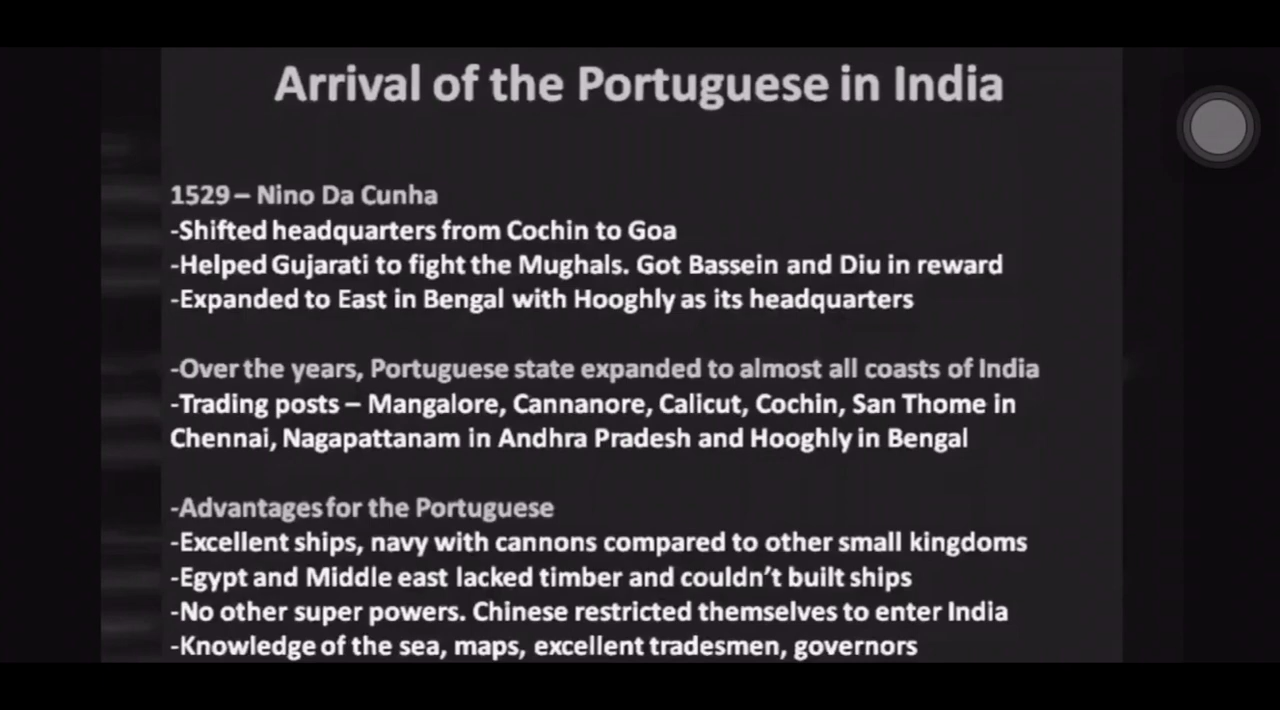 Arrival of the Portuguese in India
1529 – Nino Da Cunha
-Shifted headquarters from Cochin to Goa
-Helped Gujarati to fight the Mughals. Got Bassein and Diu in reward
-Expanded to East in Bengal with Hooghly as its headquarters
-Over the years, Portuguese state expanded to almost all coasts of India
-Trading posts – Mangalore, Cannanore, Calicut, Cochin, San Thome in
Chennai, Nagapattanam in Andhra Pradesh and Hooghly in Bengal
-Advantages for the Portuguese
-Excellent ships, navy with cannons compared to other small kingdoms
-Egypt and Middle east lacked timber and couldn't built ships
-No other super powers. Chinese restricted themselves to enter India
-Knowledge of the sea, maps, excellent tradesmen, governors